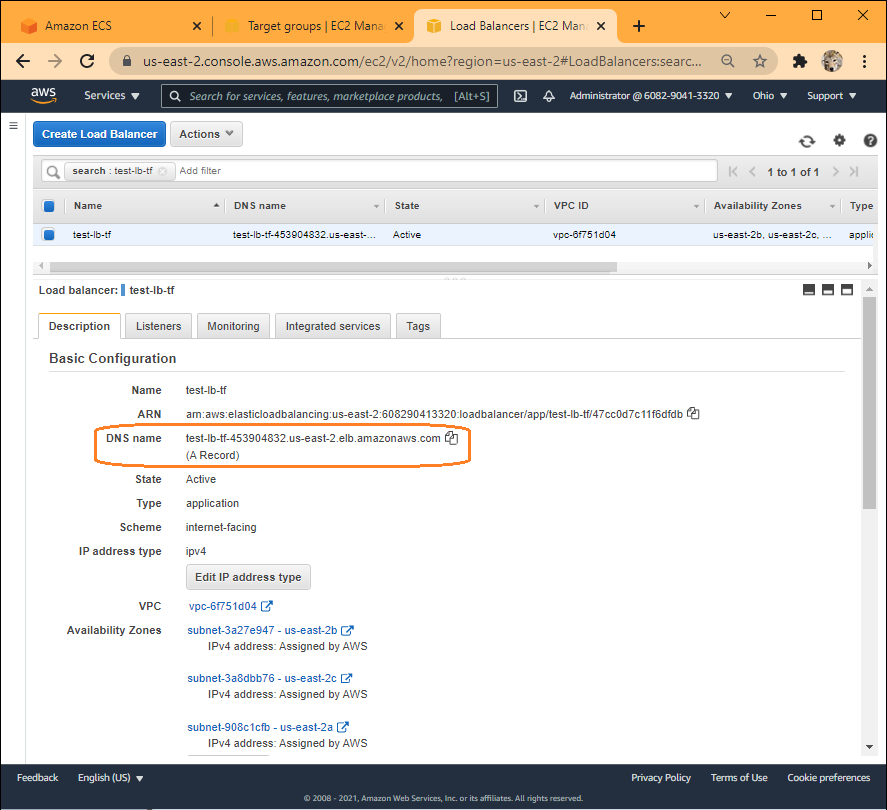 Amazon ECS
Target groups | EC2 Mana
Load Balancers | EC2 Man
us-east-2.console.aws.amazon.com/ec2/v2/home?region=us-east-2#LoadBalancers:searc...
aws
Services
Search for services, features, marketplace products, [Alt+S]
Administrator @ 6082-9041-3320
Ohio
Support
Create Load Balancer
Actions
search : test-lb-tf
Add filter
1 to 1 of 1
Name DNS name State VPC ID Availability Zones Type
test-lb-tf test-lb-tf-453904832.us-east-... Active vpc-6f751d04 us-east-2b, us-east-2c, ... applic
Load balancer: test-lb-tf
Description Listeners Monitoring Integrated services Tags
Basic Configuration
Name test-lb-tf
ARN arn:aws:elasticloadbalancing:us-east-2:608290413320:loadbalancer/app/test-lb-tf/47cc0d7c11f6dfdb
DNS name test-lb-tf-453904832.us-east-2.elb.amazonaws.com
(A Record)
State Active
Type application
Scheme internet-facing
IP address type ipv4
Edit IP address type
VPC vpc-6f751d04
Availability Zones subnet-3a27e947 - us-east-2b
IPv4 address: Assigned by AWS
subnet-3a8dbb76 - us-east-2c
IPv4 address: Assigned by AWS
subnet-908c1cfb - us-east-2a
IPv4 address: Assigned by AWS
Feedback English (US) Privacy Policy Terms of Use Cookie preferences
© 2008 - 2021, Amazon Web Services, Inc. or its affiliates. All rights reserved.